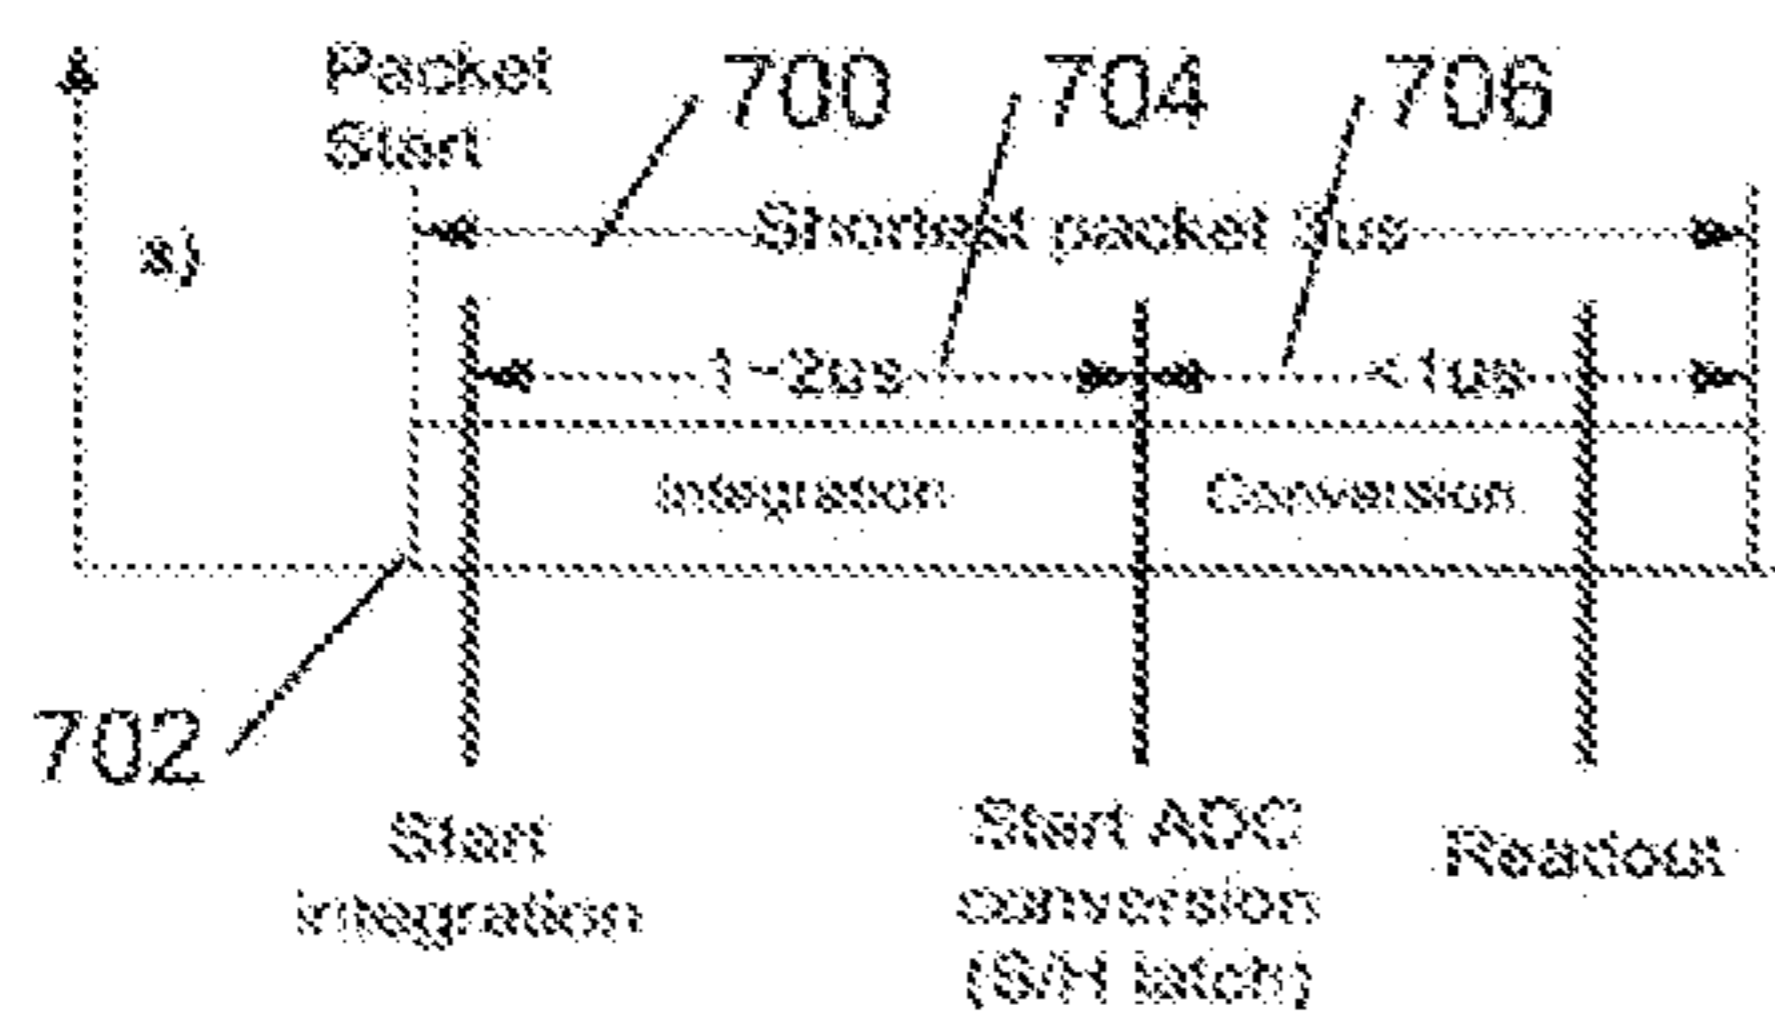 Packet
Start
700
704
706
a)
Shortest packet 3us
1-2us
<1us
Integration
Conversion
702
Start
integration
Start ADC
conversion
(S/H latch)
Readout